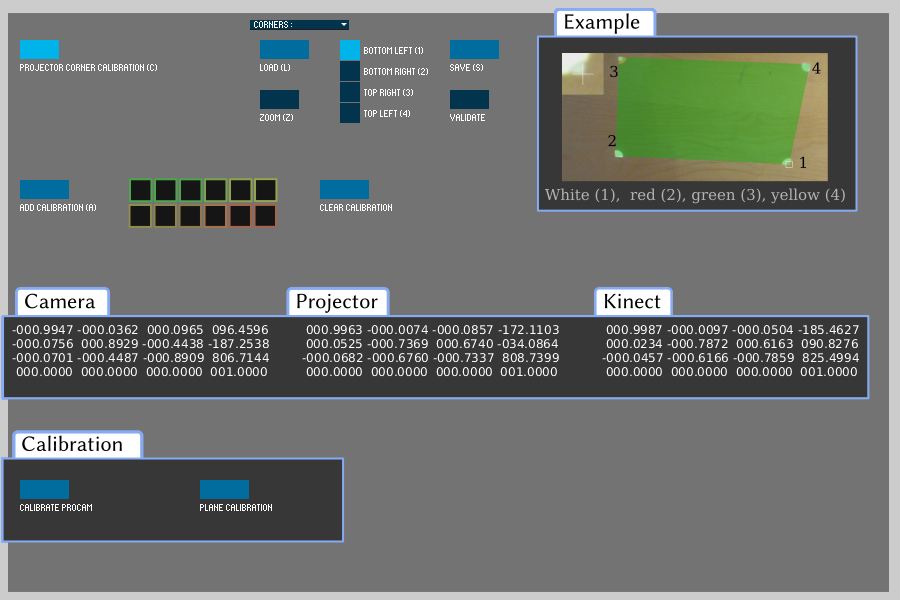 CORNERS:
PROJECTOR CORNER CALIBRATION (C)
LOAD (L)
BOTTOM LEFT (1)
BOTTOM RIGHT (2)
TOP RIGHT (3)
TOP LEFT (4)
SAVE (S)
ZOOM (Z)
VALIDATE
Example
3
4
2
1
White (1),  red (2), green (3), yellow (4)
ADD CALIBRATION (A)
CLEAR CALIBRATION
Camera
-000.9947 -000.0362 000.0965 096.4596
-000.0756 000.8929 -000.4438 -187.2538
-000.0701 -000.4487 -000.8909 806.7144
000.0000 000.0000 000.0000 001.0000
Projector
000.9963 -000.0074 -000.0857 -172.1103
000.0525 -000.7369 000.6740 -034.0864
-000.0682 -000.6760 -000.7337 808.7399
000.0000 000.0000 000.0000 001.0000
Kinect
000.9987 -000.0097 -000.0504 -185.4627
000.0234 -000.7872 000.6163 090.8276
-000.0457 -000.6166 -000.7859 825.4994
000.0000 000.0000 000.0000 001.0000
Calibration
CALIBRATE PROCAM
PLANE CALIBRATION